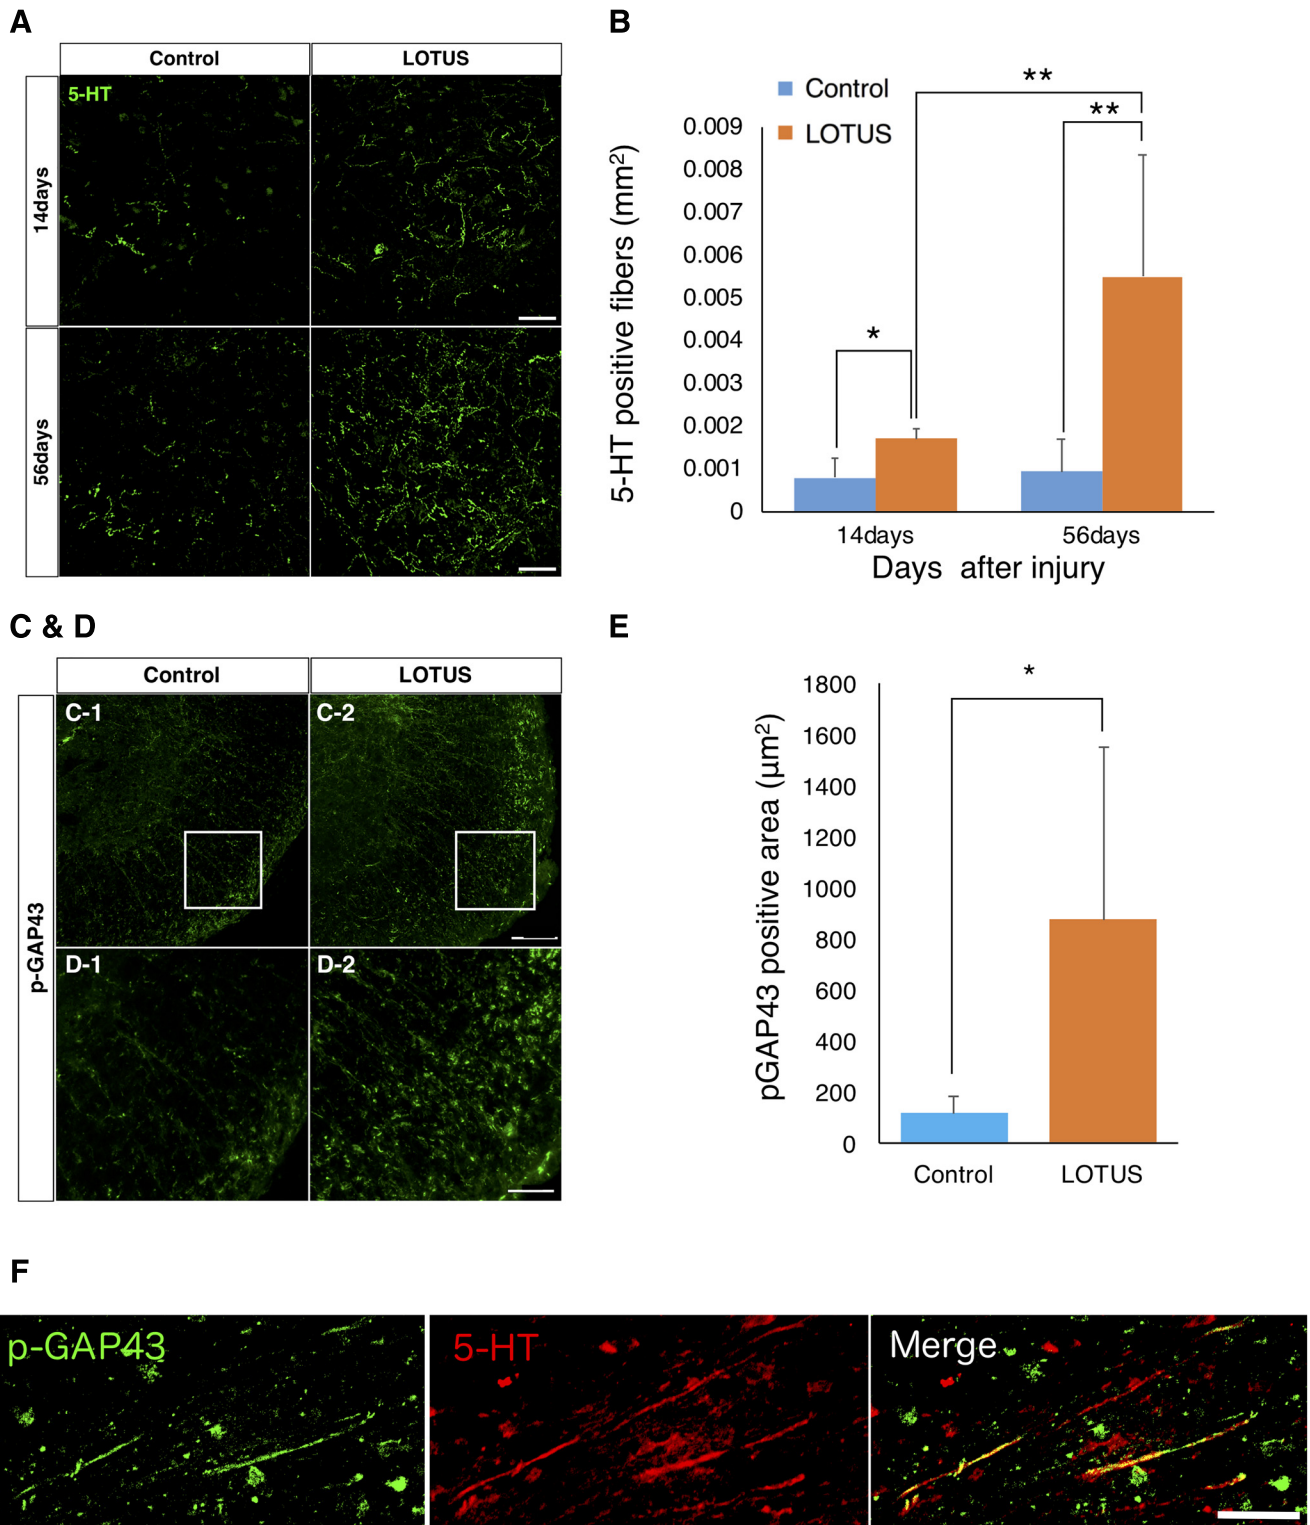 A
Control
LOTUS
5-HT
14days
56days
B
Control
LOTUS
**
**
*
5-HT positive fibers (mm²)
0.009
0.008
0.007
0.006
0.005
0.004
0.003
0.002
0.001
0
14days
56days
Days after injury
C & D
Control
LOTUS
p-GAP43
C-1
C-2
D-1
D-2
E
*
pGAP43 positive area (µm²)
1800
1600
1400
1200
1000
800
600
400
200
0
Control
LOTUS
F
p-GAP43
5-HT
Merge